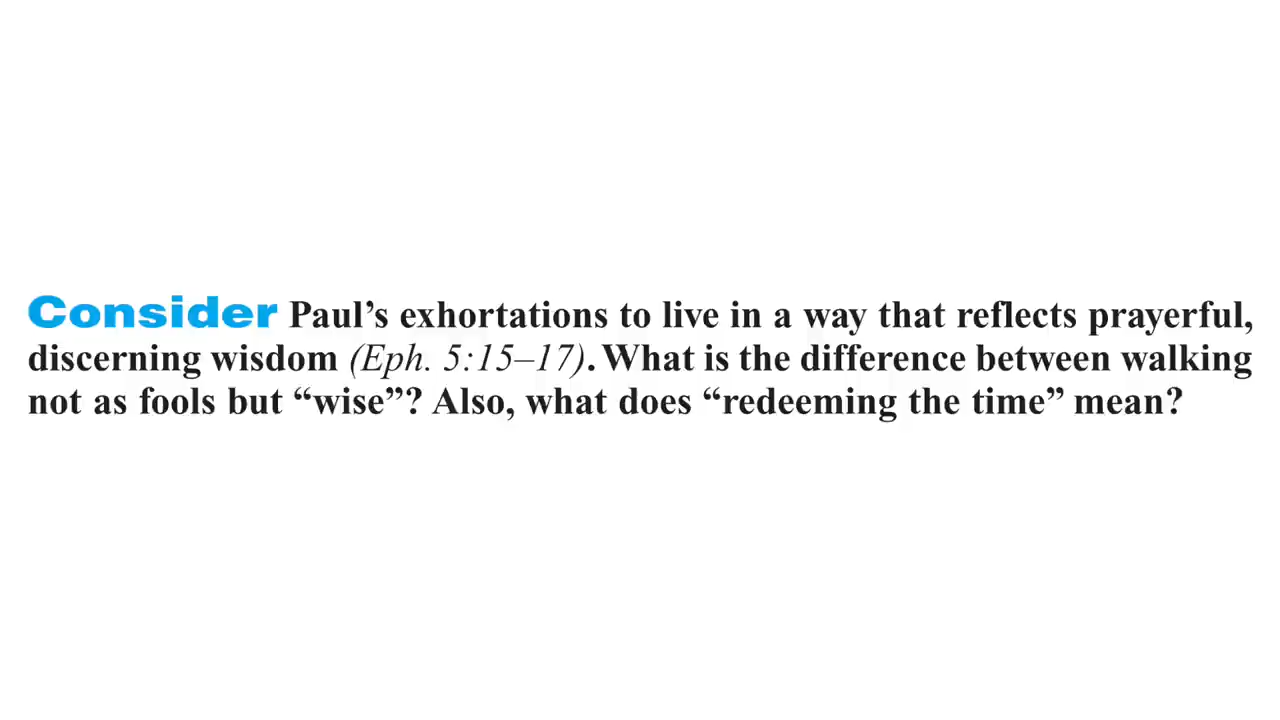 Consider Paul’s exhortations to live in a way that reflects prayerful,
discerning wisdom (Eph. 5:15–17). What is the difference between walking
not as fools but “wise”? Also, what does “redeeming the time” mean?